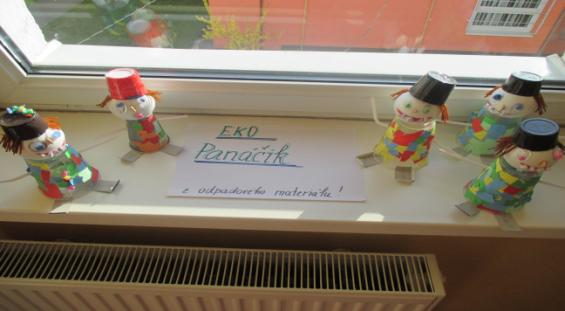 EKO
Panáčik
z odpadového materiálu!